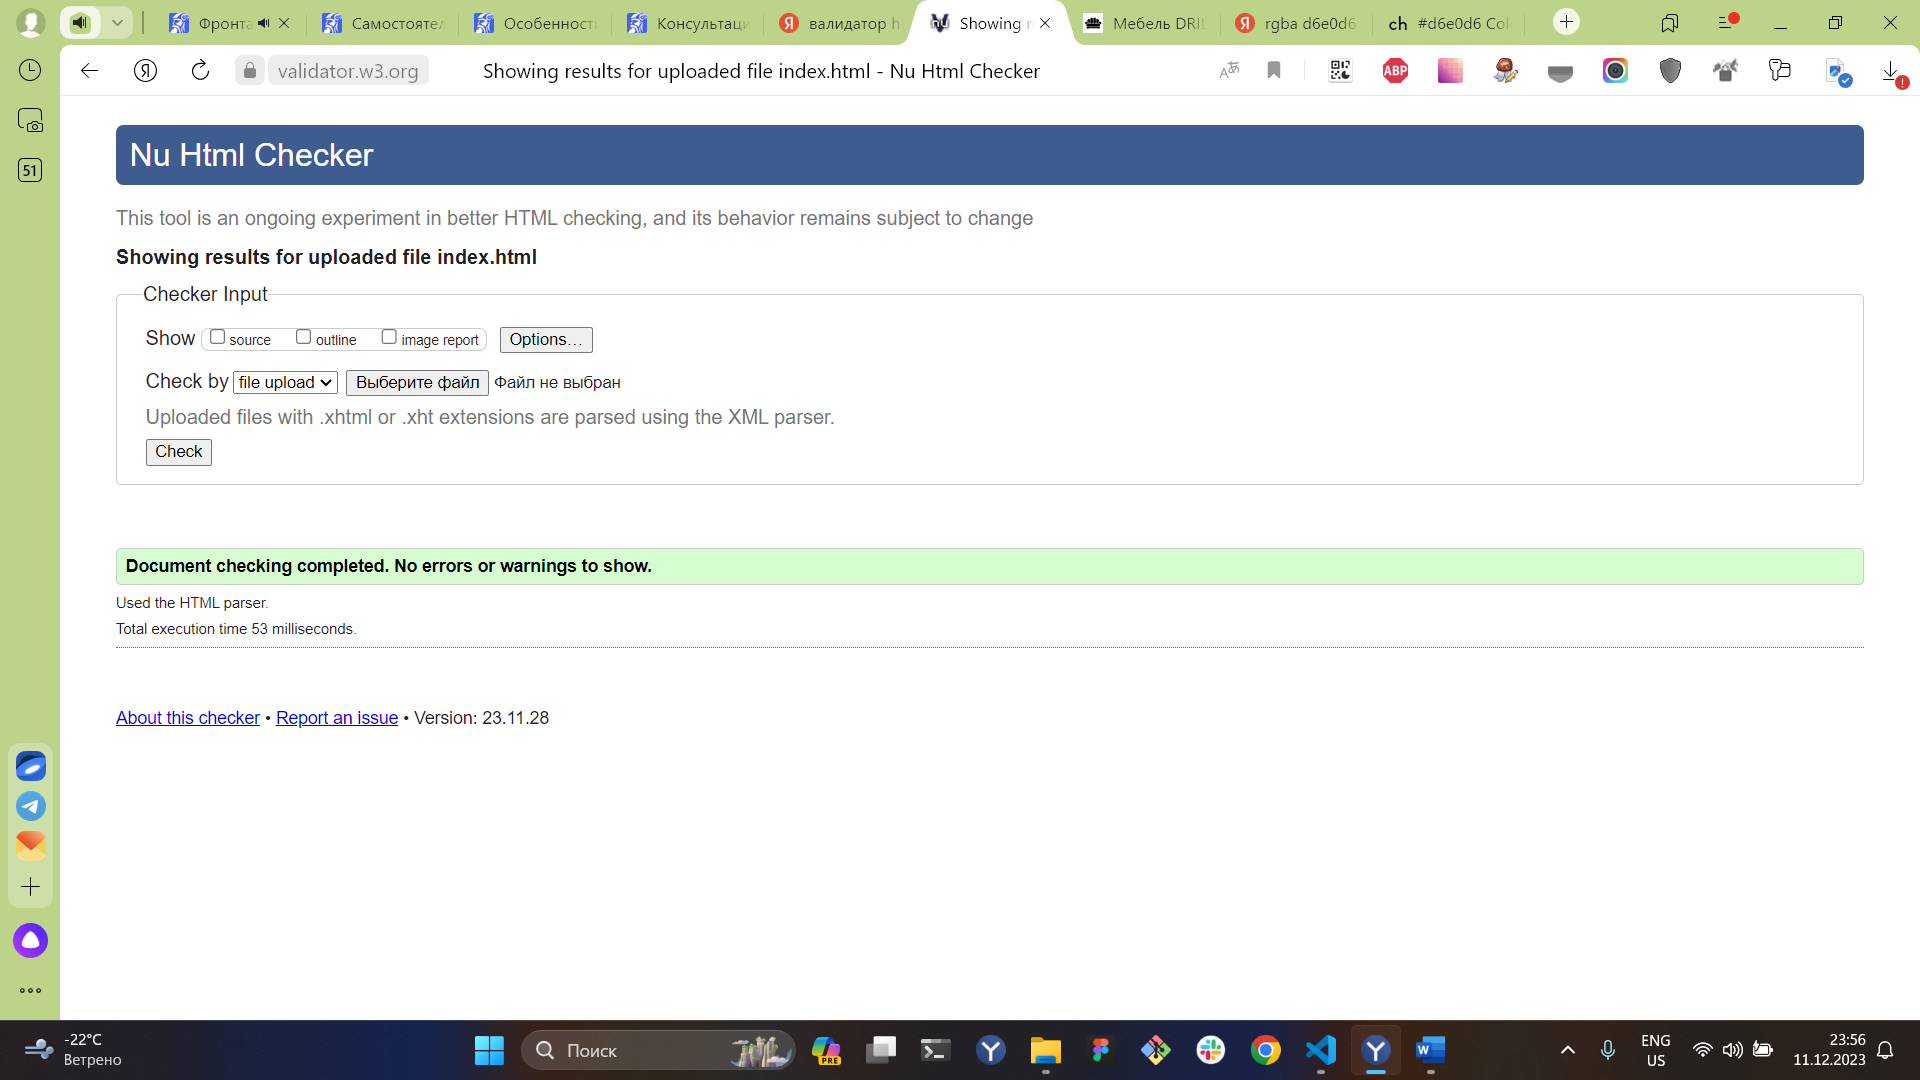 Фронта
Самостоятел
Особенност
Консультаци
валидатор h
Showing r
Мебель DRI
rgba d6e0d6
ch #d6e0d6 Col
validator.w3.org
Showing results for uploaded file index.html - Nu Html Checker
ABP
51
Nu Html Checker
This tool is an ongoing experiment in better HTML checking, and its behavior remains subject to change
Showing results for uploaded file index.html
Checker Input
Show source outline image report Options...
Check by file upload Выберите файл Файл не выбран
Uploaded files with .xhtml or .xht extensions are parsed using the XML parser.
Check
Document checking completed. No errors or warnings to show.
Used the HTML parser.
Total execution time 53 milliseconds.
About this checker • Report an issue • Version: 23.11.28
-22°C
Ветрено
Поиск
PRE
ENG
US
23:56
11.12.2023